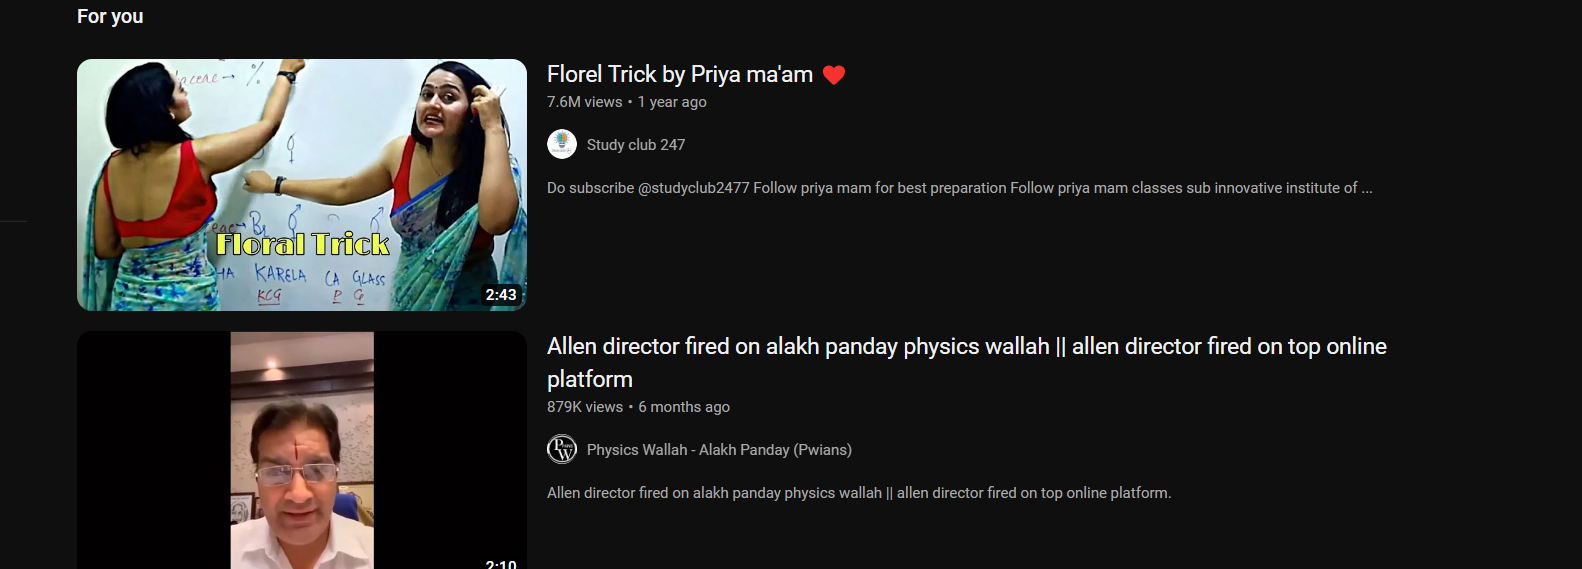 For you
aceae → %
eae→ Br
Floral Trick
HA KARELA CA GLASS
KCG P G
2:43
Florel Trick by Priya ma'am ❤️
7.6M views • 1 year ago
Study club 247
Do subscribe @studyclub2477 Follow priya mam for best preparation Follow priya mam classes sub innovative institute of ...
2:10
Allen director fired on alakh panday physics wallah || allen director fired on top online
platform
879K views • 6 months ago
PW
Physics Wallah - Alakh Panday (Pwians)
Allen director fired on alakh panday physics wallah || allen director fired on top online platform.